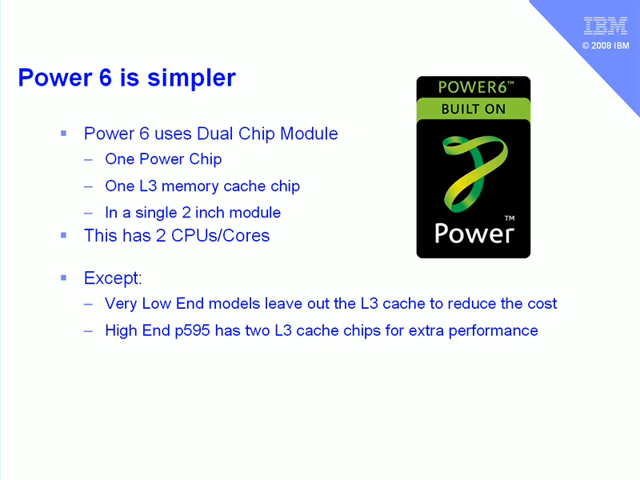 IBM
© 2008 IBM
Power 6 is simpler
POWER6™
BUILT ON
Power™
▪ Power 6 uses Dual Chip Module
– One Power Chip
– One L3 memory cache chip
– In a single 2 inch module
▪ This has 2 CPUs/Cores
▪ Except:
– Very Low End models leave out the L3 cache to reduce the cost
– High End p595 has two L3 cache chips for extra performance